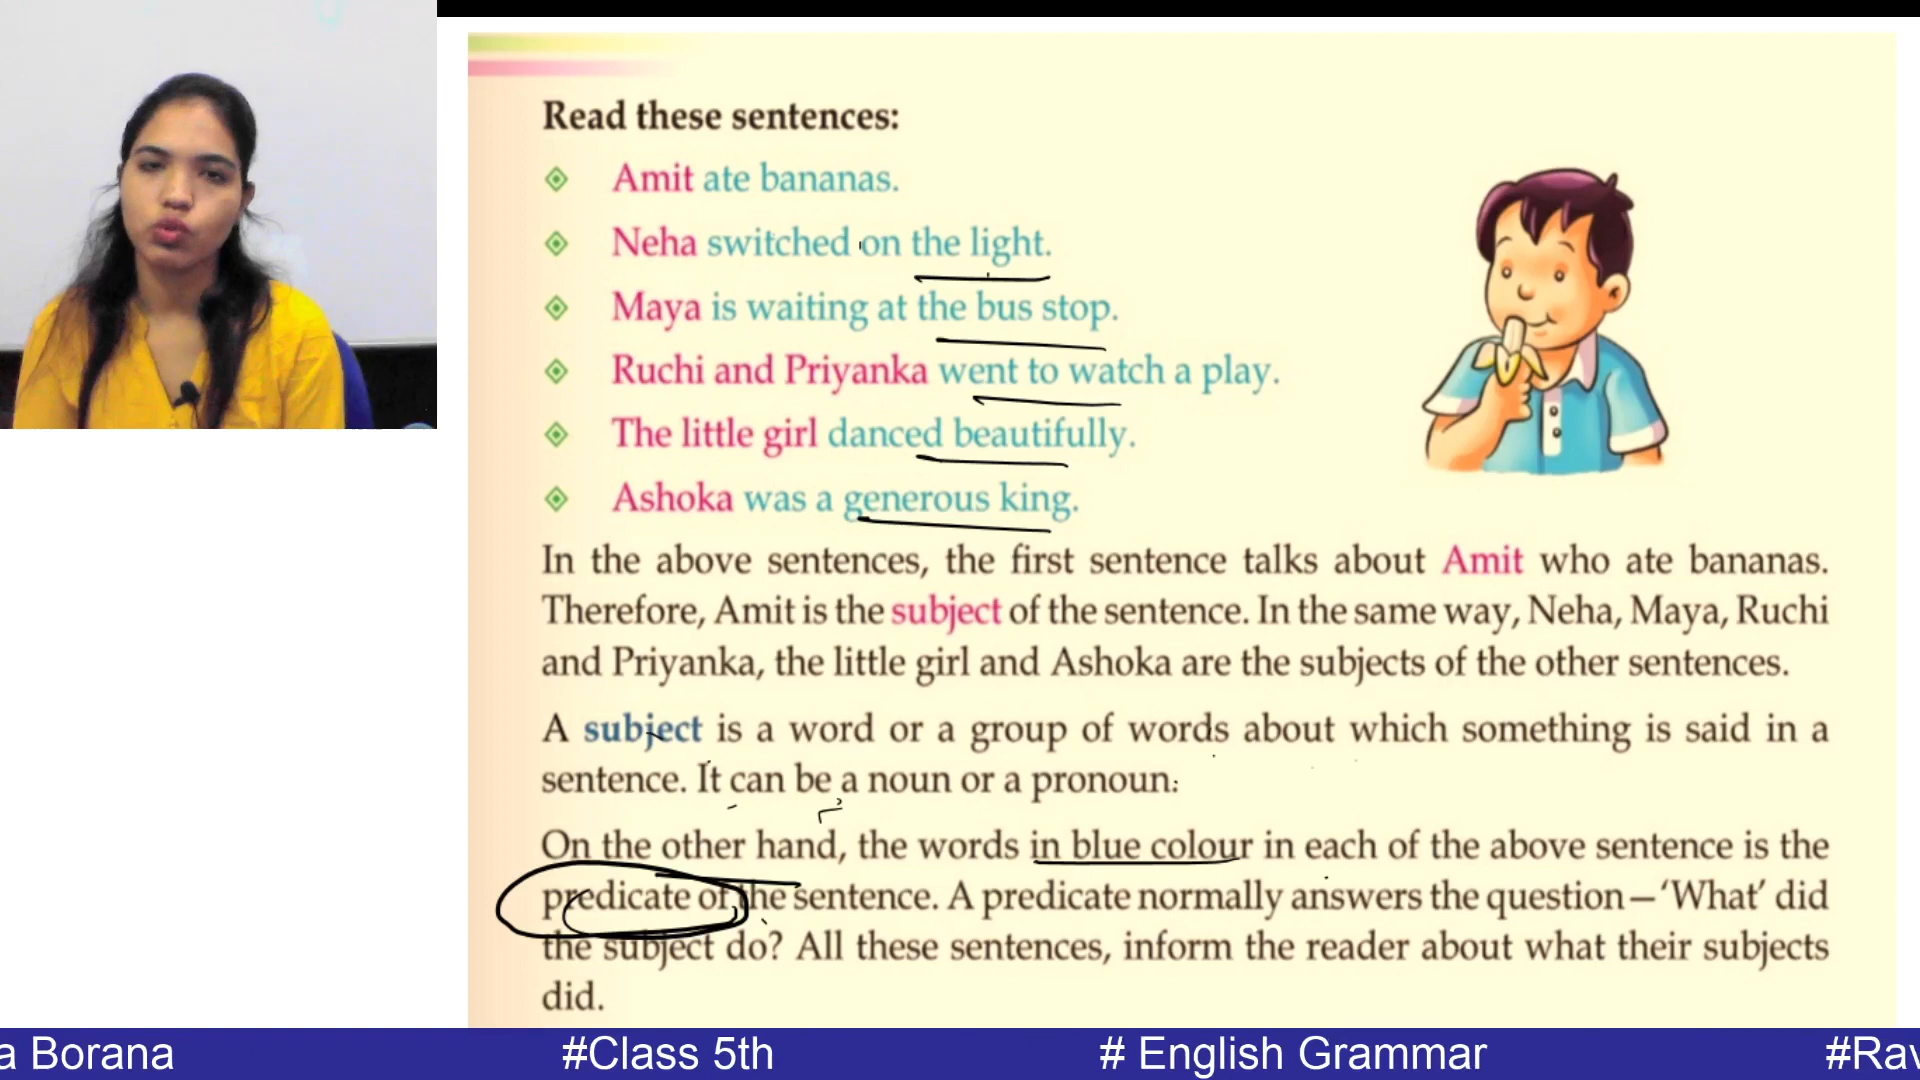 Read these sentences:
Amit ate bananas.
Neha switched on the light.
Maya is waiting at the bus stop.
Ruchi and Priyanka went to watch a play.
The little girl danced beautifully.
Ashoka was a generous king.
In the above sentences, the first sentence talks about Amit who ate bananas.
Therefore, Amit is the subject of the sentence. In the same way, Neha, Maya, Ruchi
and Priyanka, the little girl and Ashoka are the subjects of the other sentences.
A subject is a word or a group of words about which something is said in a
sentence. It can be a noun or a pronoun.
On the other hand, the words in blue colour in each of the above sentence is the
predicate of the sentence. A predicate normally answers the question—‘What’ did
the subject do? All these sentences, inform the reader about what their subjects
did.
a Borana #Class 5th # English Grammar #Rav